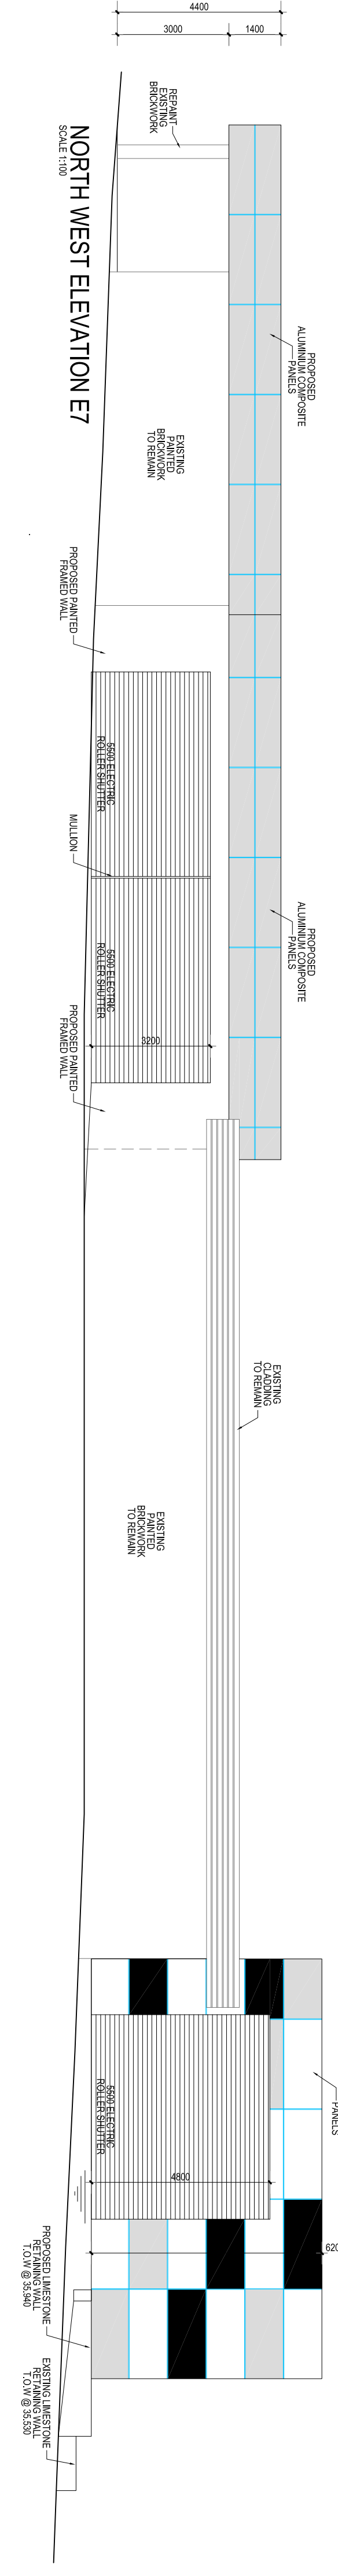 4400
3000
1400
REPAINT
EXISTING
BRICKWORK
NORTH WEST ELEVATION E7
SCALE 1:100
PROPOSED
ALUMINIUM COMPOSITE
PANELS
EXISTING
PAINTED
BRICKWORK
TO REMAIN
PROPOSED PAINTED
FRAMED WALL
5500 ELECTRIC
ROLLER SHUTTER
MULLION
5500 ELECTRIC
ROLLER SHUTTER
PROPOSED
ALUMINIUM COMPOSITE
PANELS
3200
PROPOSED PAINTED
FRAMED WALL
EXISTING
CLADDING
TO REMAIN
EXISTING
PAINTED
BRICKWORK
TO REMAIN
PANELS
5500 ELECTRIC
ROLLER SHUTTER
4800
620
PROPOSED LIMESTONE
RETAINING WALL
T.O.W @ 35.940
EXISTING LIMESTONE
RETAINING WALL
T.O.W @ 35.530